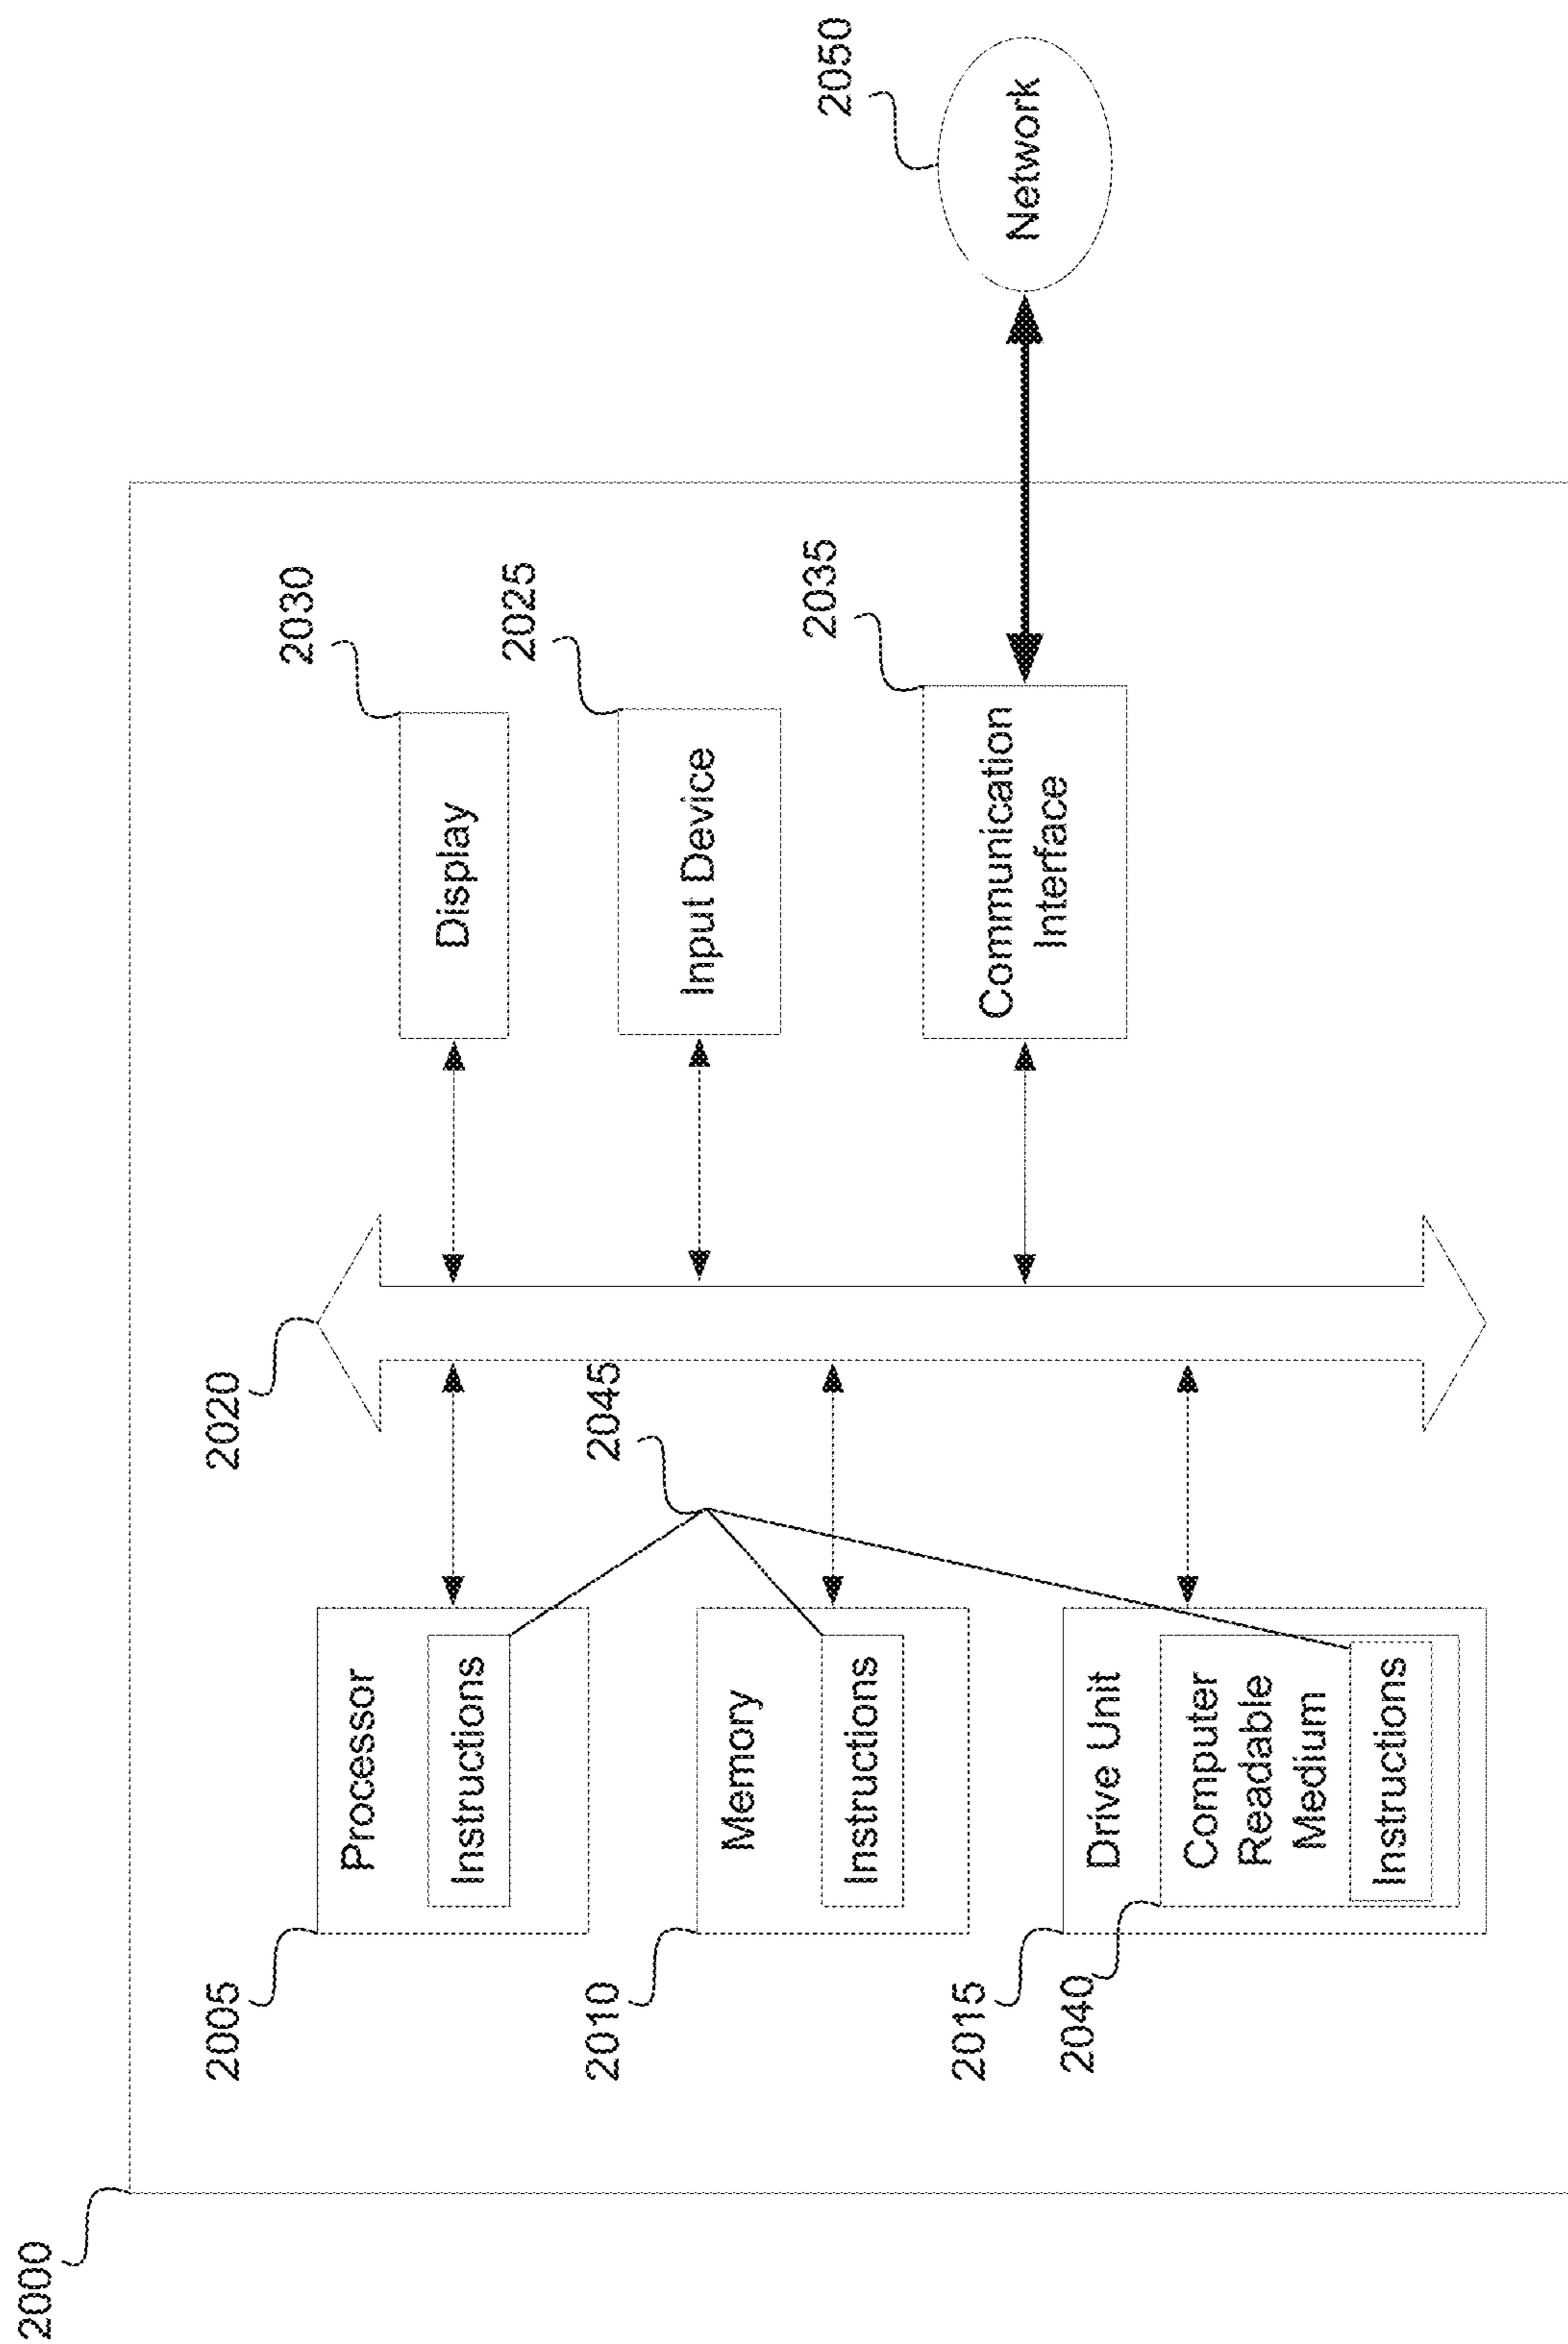 2000
2005
Processor
Instructions
2010
Memory
Instructions
2015
Drive Unit
2040
Computer
Readable
Medium
Instructions
2045
2020
2030
Display
2025
Input Device
2035
Communication
Interface
2050
Network